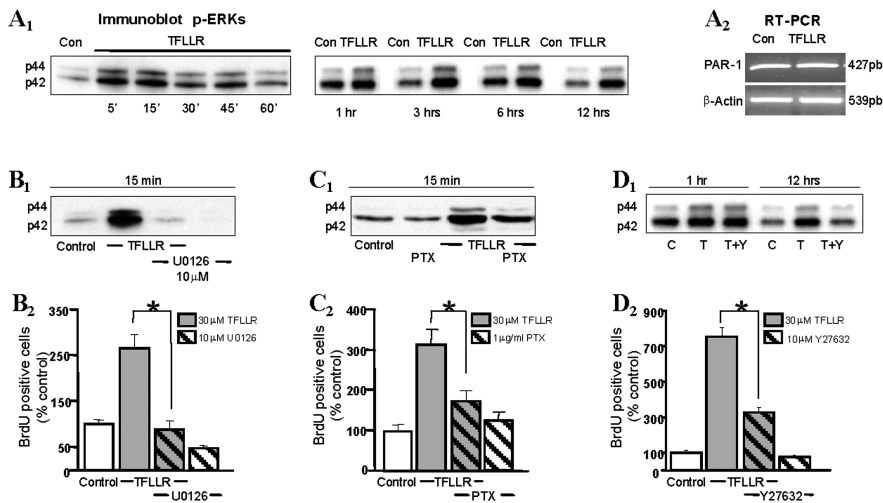 A1 Immunoblot p-ERKs
Con TFLLR
p44
p42
5' 15' 30' 45' 60'
Con TFLLR Con TFLLR Con TFLLR Con TFLLR
1 hr 3 hrs 6 hrs 12 hrs
A2 RT-PCR
Con TFLLR
PAR-1 427pb
β-Actin 539pb
B1 15 min
p44
p42
Control TFLLR
U0126
10µM
C1 15 min
p44
p42
Control TFLLR
PTX PTX
D1 1 hr 12 hrs
p44
p42
C T T+Y C T T+Y
B2
BrdU positive cells
(% control)
350
250
150
50
0
*
30µM TFLLR
10µM U0126
Control TFLLR
U0126
C2
BrdU positive cells
(% control)
400
300
200
100
0
*
30µM TFLLR
1µg/ml PTX
Control TFLLR
PTX
D2
BrdU positive cells
(% control)
900
700
500
300
100
0
*
30µM TFLLR
10µM Y27632
Control TFLLR
Y27632